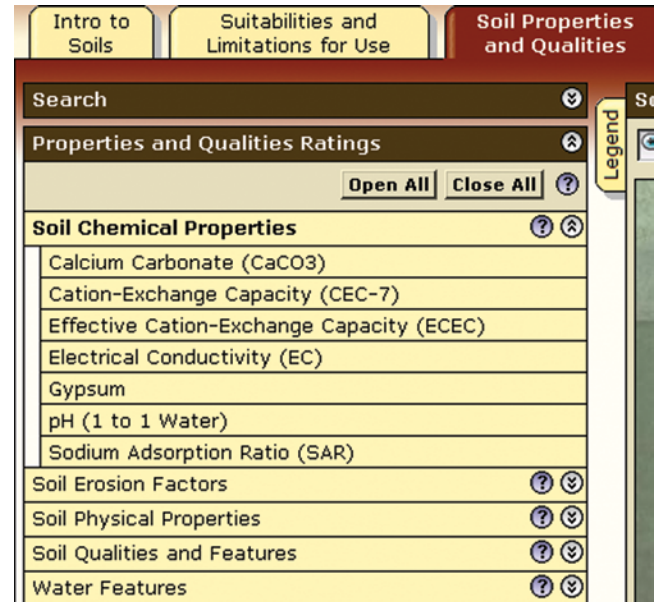 Intro to
Soils
Suitabilities and
Limitations for Use
Soil Properties
and Qualities
Search
Properties and Qualities Ratings
Open All Close All ?
Soil Chemical Properties ?
Calcium Carbonate (CaCO3)
Cation-Exchange Capacity (CEC-7)
Effective Cation-Exchange Capacity (ECEC)
Electrical Conductivity (EC)
Gypsum
pH (1 to 1 Water)
Sodium Adsorption Ratio (SAR)
Soil Erosion Factors ?
Soil Physical Properties ?
Soil Qualities and Features ?
Water Features ?
Legend